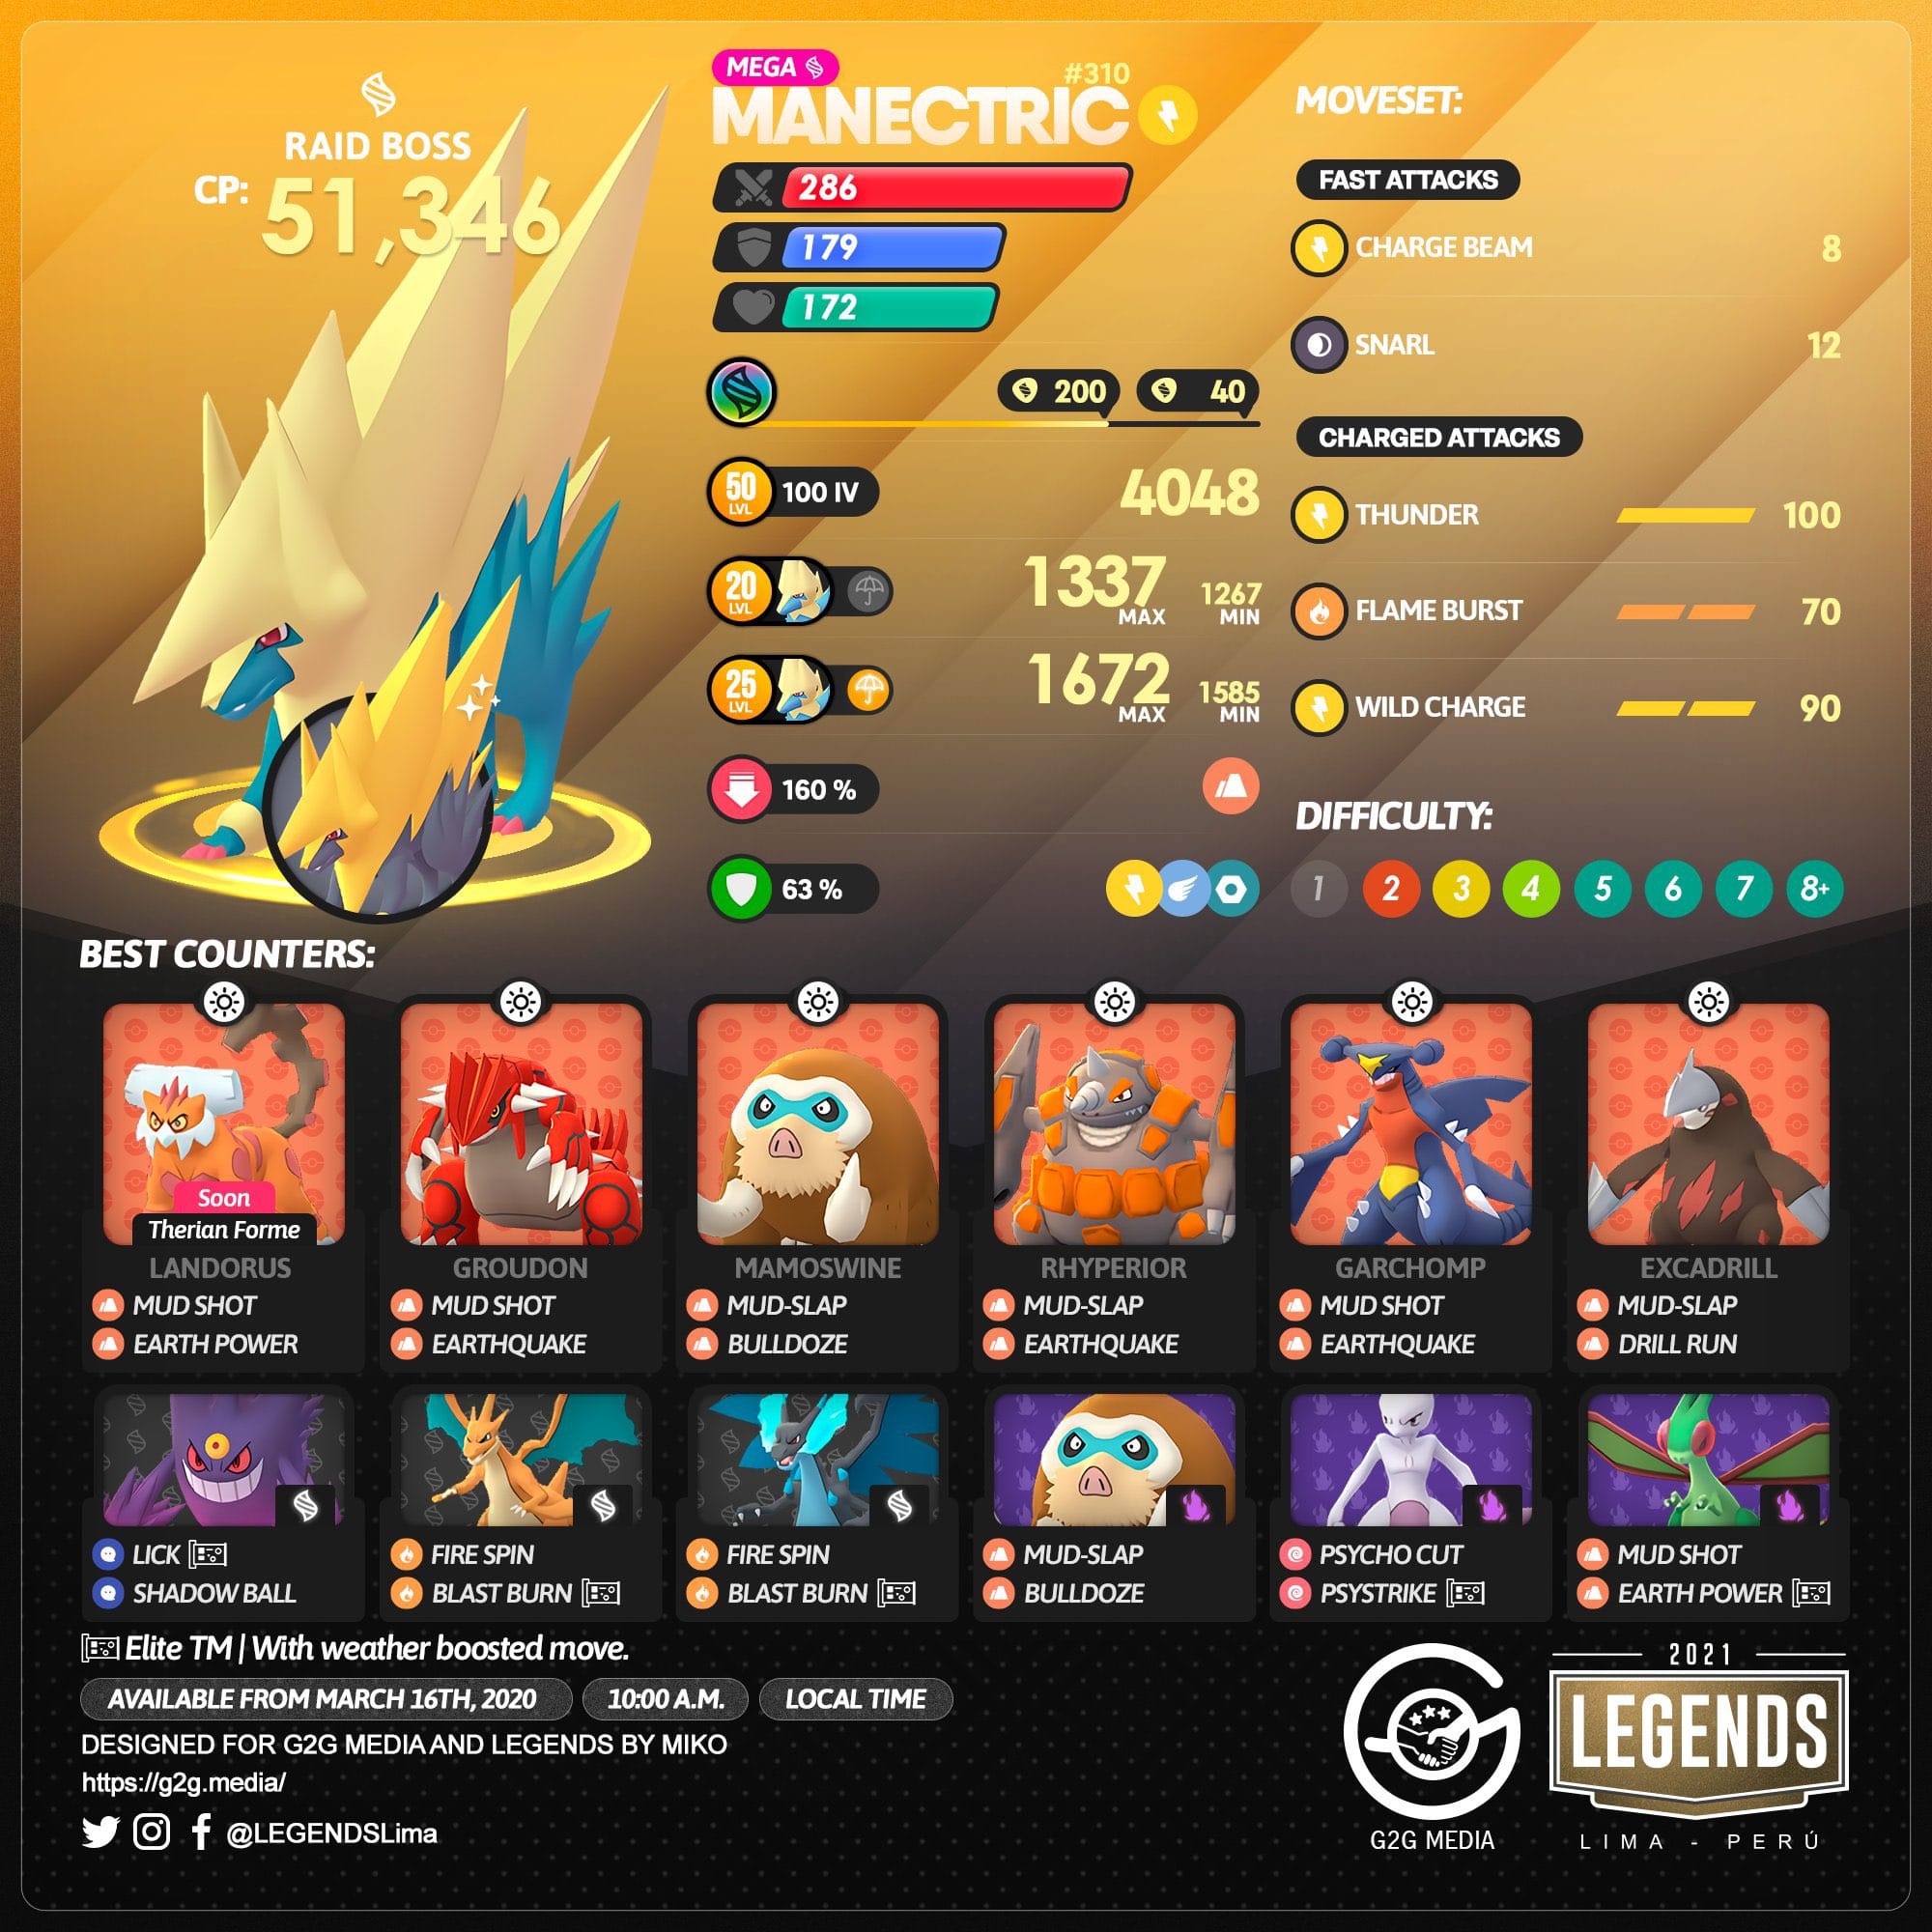 RAID BOSS
CP: 51,346
MEGA
#310
MANECTRIC
286
179
172
200 40
50 LVL 100 IV 4048
20 LVL 1337 MAX 1267 MIN
25 LVL 1672 MAX 1585 MIN
160 %
63 %
MOVESET:
FAST ATTACKS
CHARGE BEAM 8
SNARL 12
CHARGED ATTACKS
THUNDER 100
FLAME BURST 70
WILD CHARGE 90
DIFFICULTY:
1 2 3 4 5 6 7 8+
BEST COUNTERS:
Soon
Therian Forme
LANDORUS
MUD SHOT
EARTH POWER
GROUDON
MUD SHOT
EARTHQUAKE
MAMOSWINE
MUD-SLAP
BULLDOZE
RHYPERIOR
MUD-SLAP
EARTHQUAKE
GARCHOMP
MUD SHOT
EARTHQUAKE
EXCADRILL
MUD-SLAP
DRILL RUN
LICK
SHADOW BALL
FIRE SPIN
BLAST BURN
FIRE SPIN
BLAST BURN
MUD-SLAP
BULLDOZE
PSYCHO CUT
PSYSTRIKE
MUD SHOT
EARTH POWER
Elite TM | With weather boosted move.
AVAILABLE FROM MARCH 16TH, 2020 10:00 A.M. LOCAL TIME
DESIGNED FOR G2G MEDIA AND LEGENDS BY MIKO
https://g2g.media/
@LEGENDSLima
G2G MEDIA
2021
LEGENDS
LIMA - PERÚ